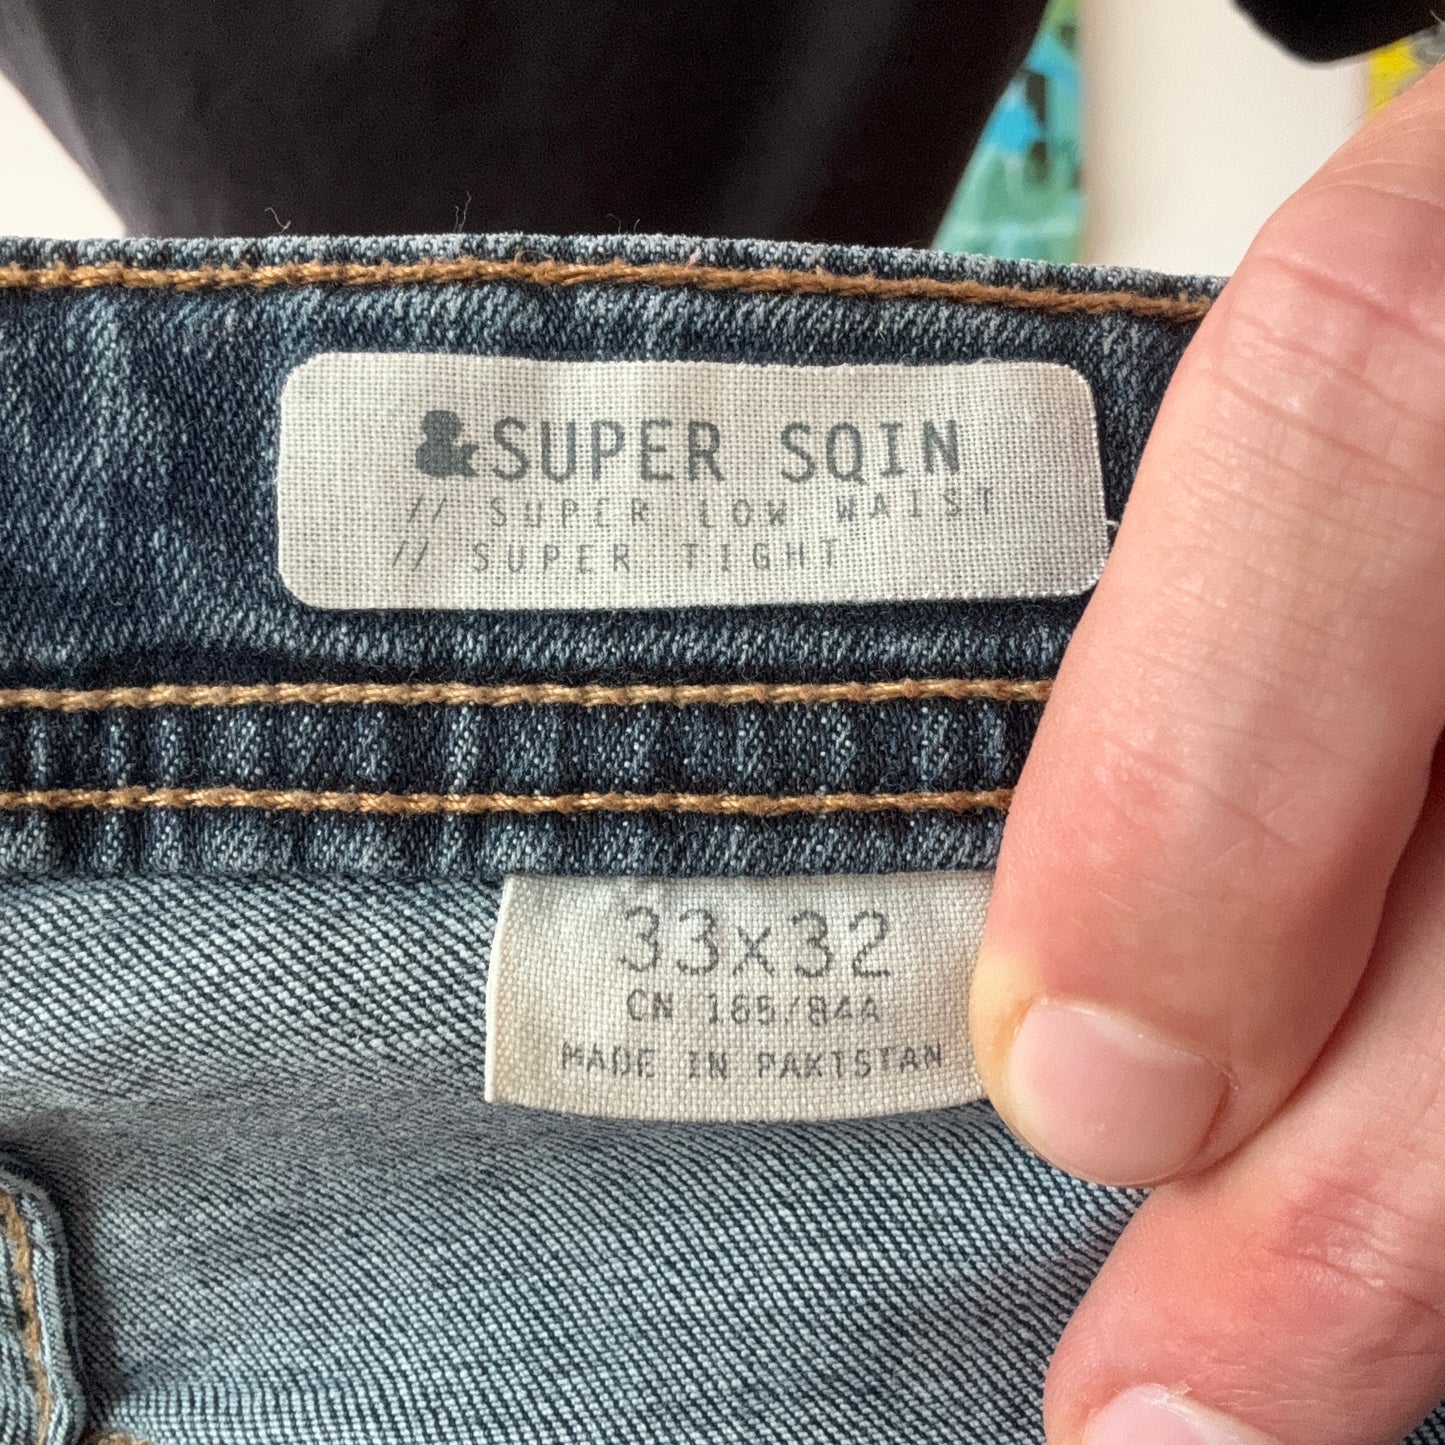 &SUPER SQIN
// SUPER LOW WAIST
// SUPER TIGHT
33x32
CN 165/84A
MADE IN PAKISTAN